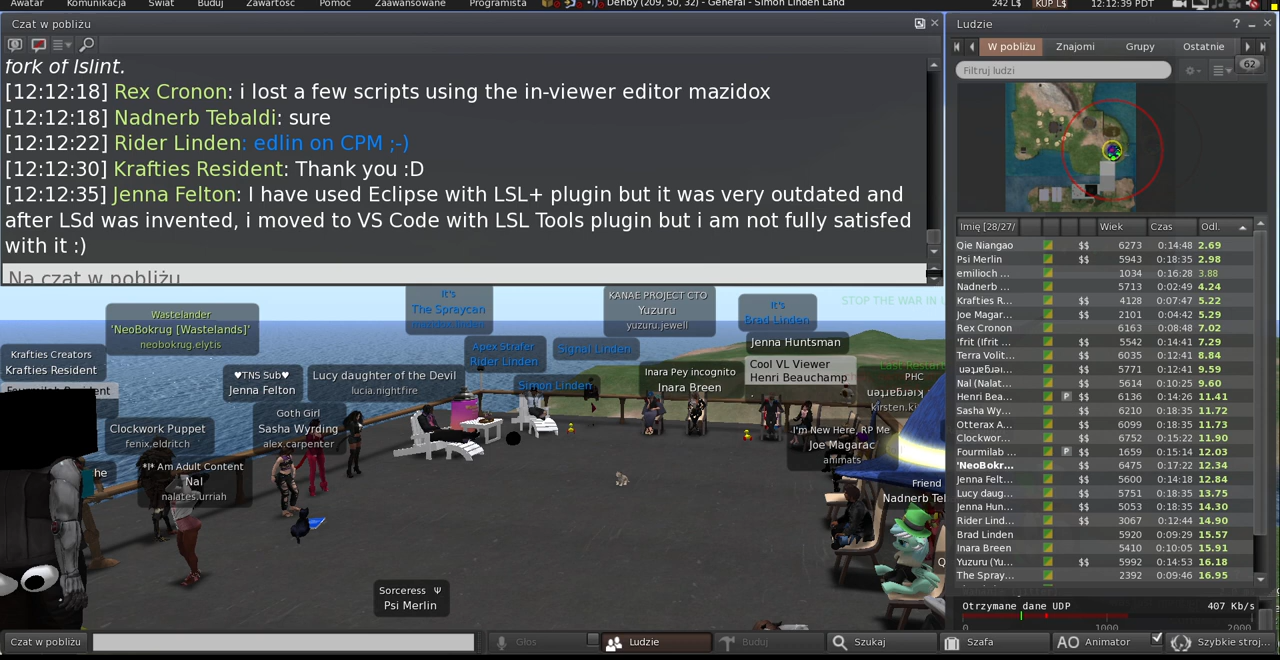 Awatar Komunikacja Świat Buduj Zawartość Pomoc Zaawansowane Programista Denby (209, 50, 32) - General - Simon Linden Land 242 L$ KUP L$ 12:12:39 PDT
Czat w pobliżu
fork of lslint.
[12:12:18] Rex Cronon: i lost a few scripts using the in-viewer editor mazidox
[12:12:18] Nadnerb Tebaldi: sure
[12:12:22] Rider Linden: edlin on CPM ;-)
[12:12:30] Krafties Resident: Thank you :D
[12:12:35] Jenna Felton: I have used Eclipse with LSL+ plugin but it was very outdated and
after LSd was invented, i moved to VS Code with LSL Tools plugin but i am not fully satisfed
with it :)
Na czat w pobliżu
Ludzie
W pobliżu Znajomi Grupy Ostatnie
Filtruj ludzi
62
Imię [28/27/ Wiek Czas Odl.
Qie Niangao $$ 6273 0:14:48 2.69
Psi Merlin $$ 5943 0:18:35 2.98
emilioch ... 1034 0:16:28 3.88
Nadnerb ... 5713 0:02:49 4.24
Krafties R... $$ 4128 0:07:47 5.22
Joe Magar... $$ 2101 0:04:42 5.29
Rex Cronon 6163 0:08:48 7.02
'frit (Ifrit ... $$ 5542 0:14:41 7.29
Terra Volit... $$ 6035 0:12:41 8.84
5771 0:12:41 9.59
Nal (Nalat... $$ 5614 0:10:25 9.60
Henri Bea... P $$ 6136 0:14:26 11.41
Sasha Wy... $$ 6210 0:18:35 11.72
Otterax A... $$ 6099 0:18:35 11.73
Clockwor... $$ 6752 0:15:22 11.90
Fourmilab ... P $$ 1659 0:15:14 12.03
'NeoBokr... $$ 6475 0:17:22 12.34
Jenna Felt... $$ 5600 0:14:18 12.84
Lucy daug... $$ 5751 0:18:35 13.75
Jenna Hun... $$ 5053 0:18:35 14.30
Rider Lind... $$ 3067 0:12:44 14.90
Brad Linden 5920 0:09:29 15.57
Inara Breen 5410 0:10:05 15.91
Yuzuru (Yu... $$ 5992 0:14:53 16.18
The Spray... 2392 0:09:46 16.95
Otrzymane dane UDP 407 Kb/s
0 1000 2000
Wastelander
'NeoBokrug [Wastelands]'
neobokrug.elytis
It's
The Spraycan
mazidox.linden
KANAE PROJECT CTO
Yuzuru
yuzuru.jewell
It's
Brad Linden
STOP THE WAR IN
Krafties Creators
Krafties Resident
Apex Strafer
Rider Linden
Signal Linden
Jenna Huntsman
♥TNS Sub♥
Jenna Felton
Lucy daughter of the Devil
lucia.nightfire
Simon Linden
Inara Pey incognito
Inara Breen
Cool VL Viewer
Henri Beauchamp
PHC
Goth Girl
Sasha Wyrding
alex.carpenter
Clockwork Puppet
fenix.eldritch
I'm New Here, RP Me
Joe Magarac
animats
Am Adult Content
Nal
nalates.urriah
Friend
Nadnerb Tel
Sorceress Ψ
Psi Merlin
Czat w pobliżu Głos Ludzie Buduj Szukaj Szafa AO Animator Szybkie stroj...